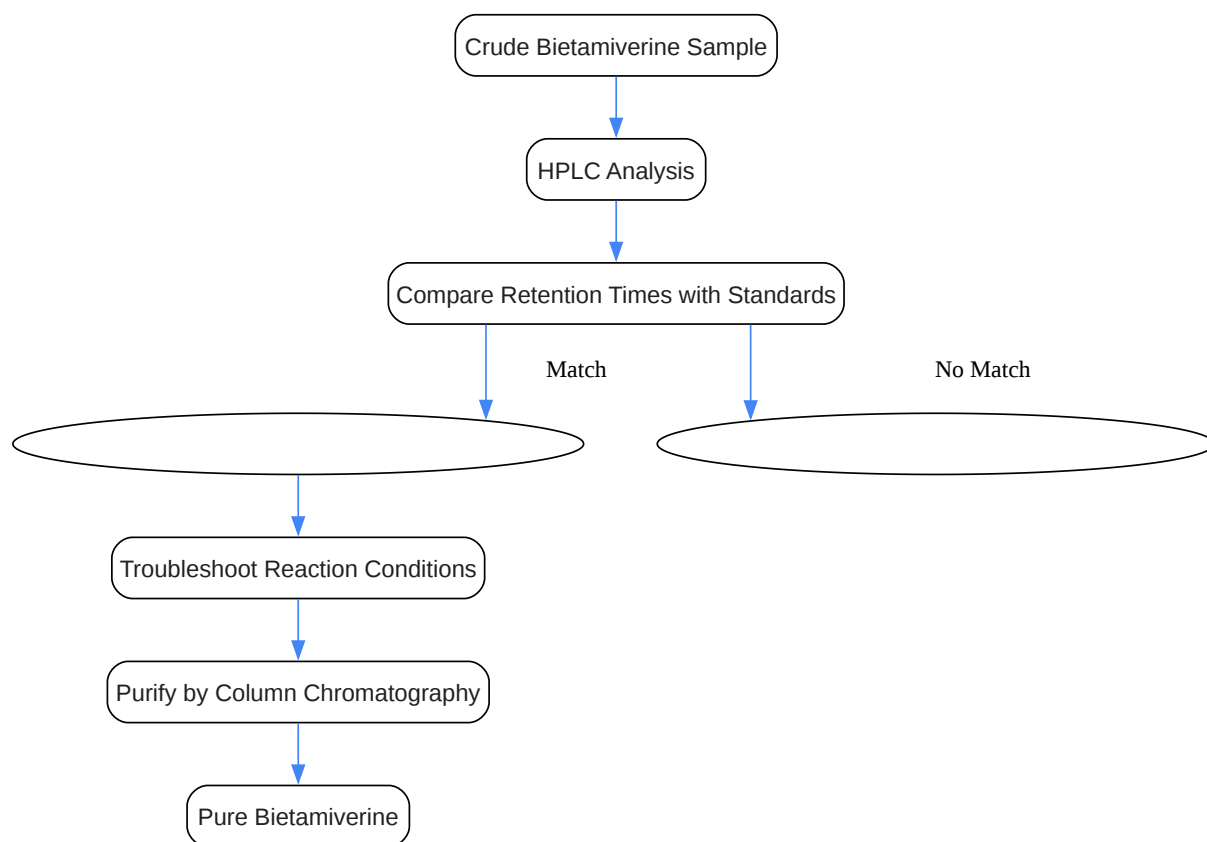 Crude Bietamiverine Sample
HPLC Analysis
Compare Retention Times with Standards
Match
No Match
Troubleshoot Reaction Conditions
Purify by Column Chromatography
Pure Bietamiverine